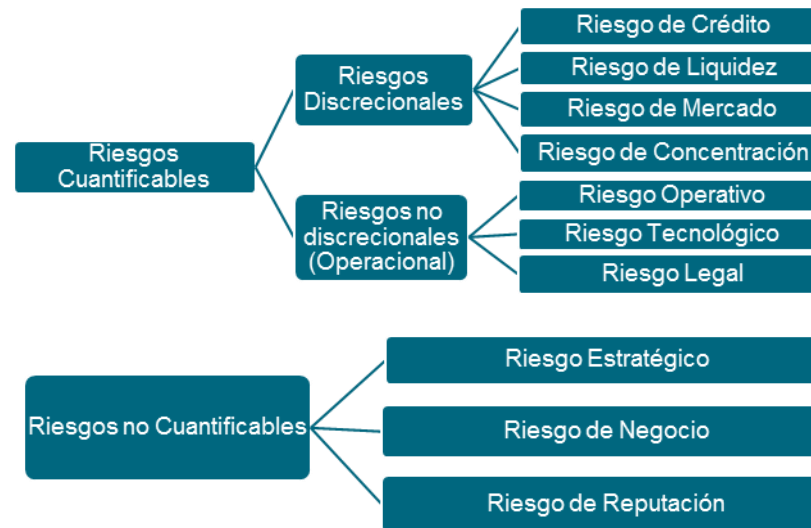 Riesgos
Cuantificables
Riesgos
Discrecionales
Riesgo de Crédito
Riesgo de Liquidez
Riesgo de Mercado
Riesgo de Concentración
Riesgos no
discrecionales
(Operacional)
Riesgo Operativo
Riesgo Tecnológico
Riesgo Legal
Riesgos no Cuantificables
Riesgo Estratégico
Riesgo de Negocio
Riesgo de Reputación